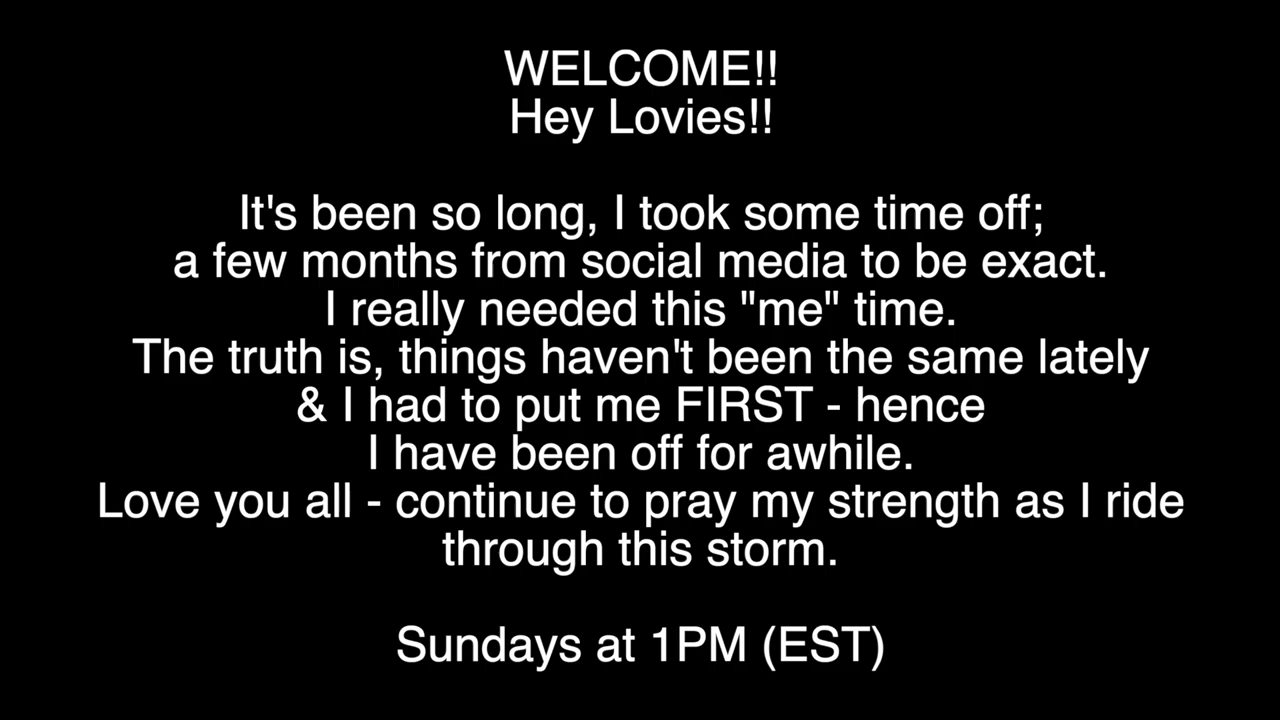 WELCOME!!
Hey Lovies!!
It's been so long, I took some time off;
a few months from social media to be exact.
I really needed this "me" time.
The truth is, things haven't been the same lately
& I had to put me FIRST - hence
I have been off for awhile.
Love you all - continue to pray my strength as I ride
through this storm.
Sundays at 1PM (EST)